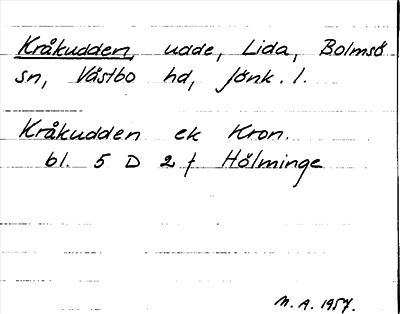 Kråkudden, udde, Lida, Bolmsö
sn, Västbo hd, Jönk. l.
Kråkudden ek Kron.
bl. 5 D 2 f Hölminge
M. A. 1957.